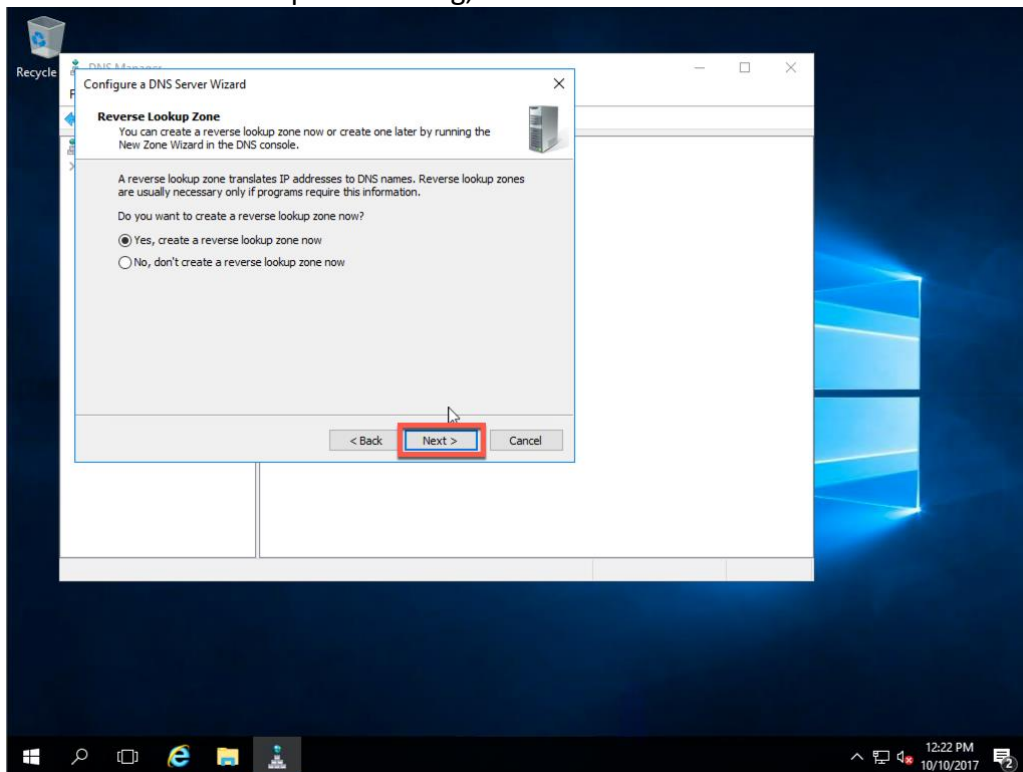 Recycle
DNS Manager
Configure a DNS Server Wizard
Reverse Lookup Zone
You can create a reverse lookup zone now or create one later by running the
New Zone Wizard in the DNS console.
A reverse lookup zone translates IP addresses to DNS names. Reverse lookup zones
are usually necessary only if programs require this information.
Do you want to create a reverse lookup zone now?
Yes, create a reverse lookup zone now
No, don't create a reverse lookup zone now
< Back
Next >
Cancel
12:22 PM
10/10/2017
2